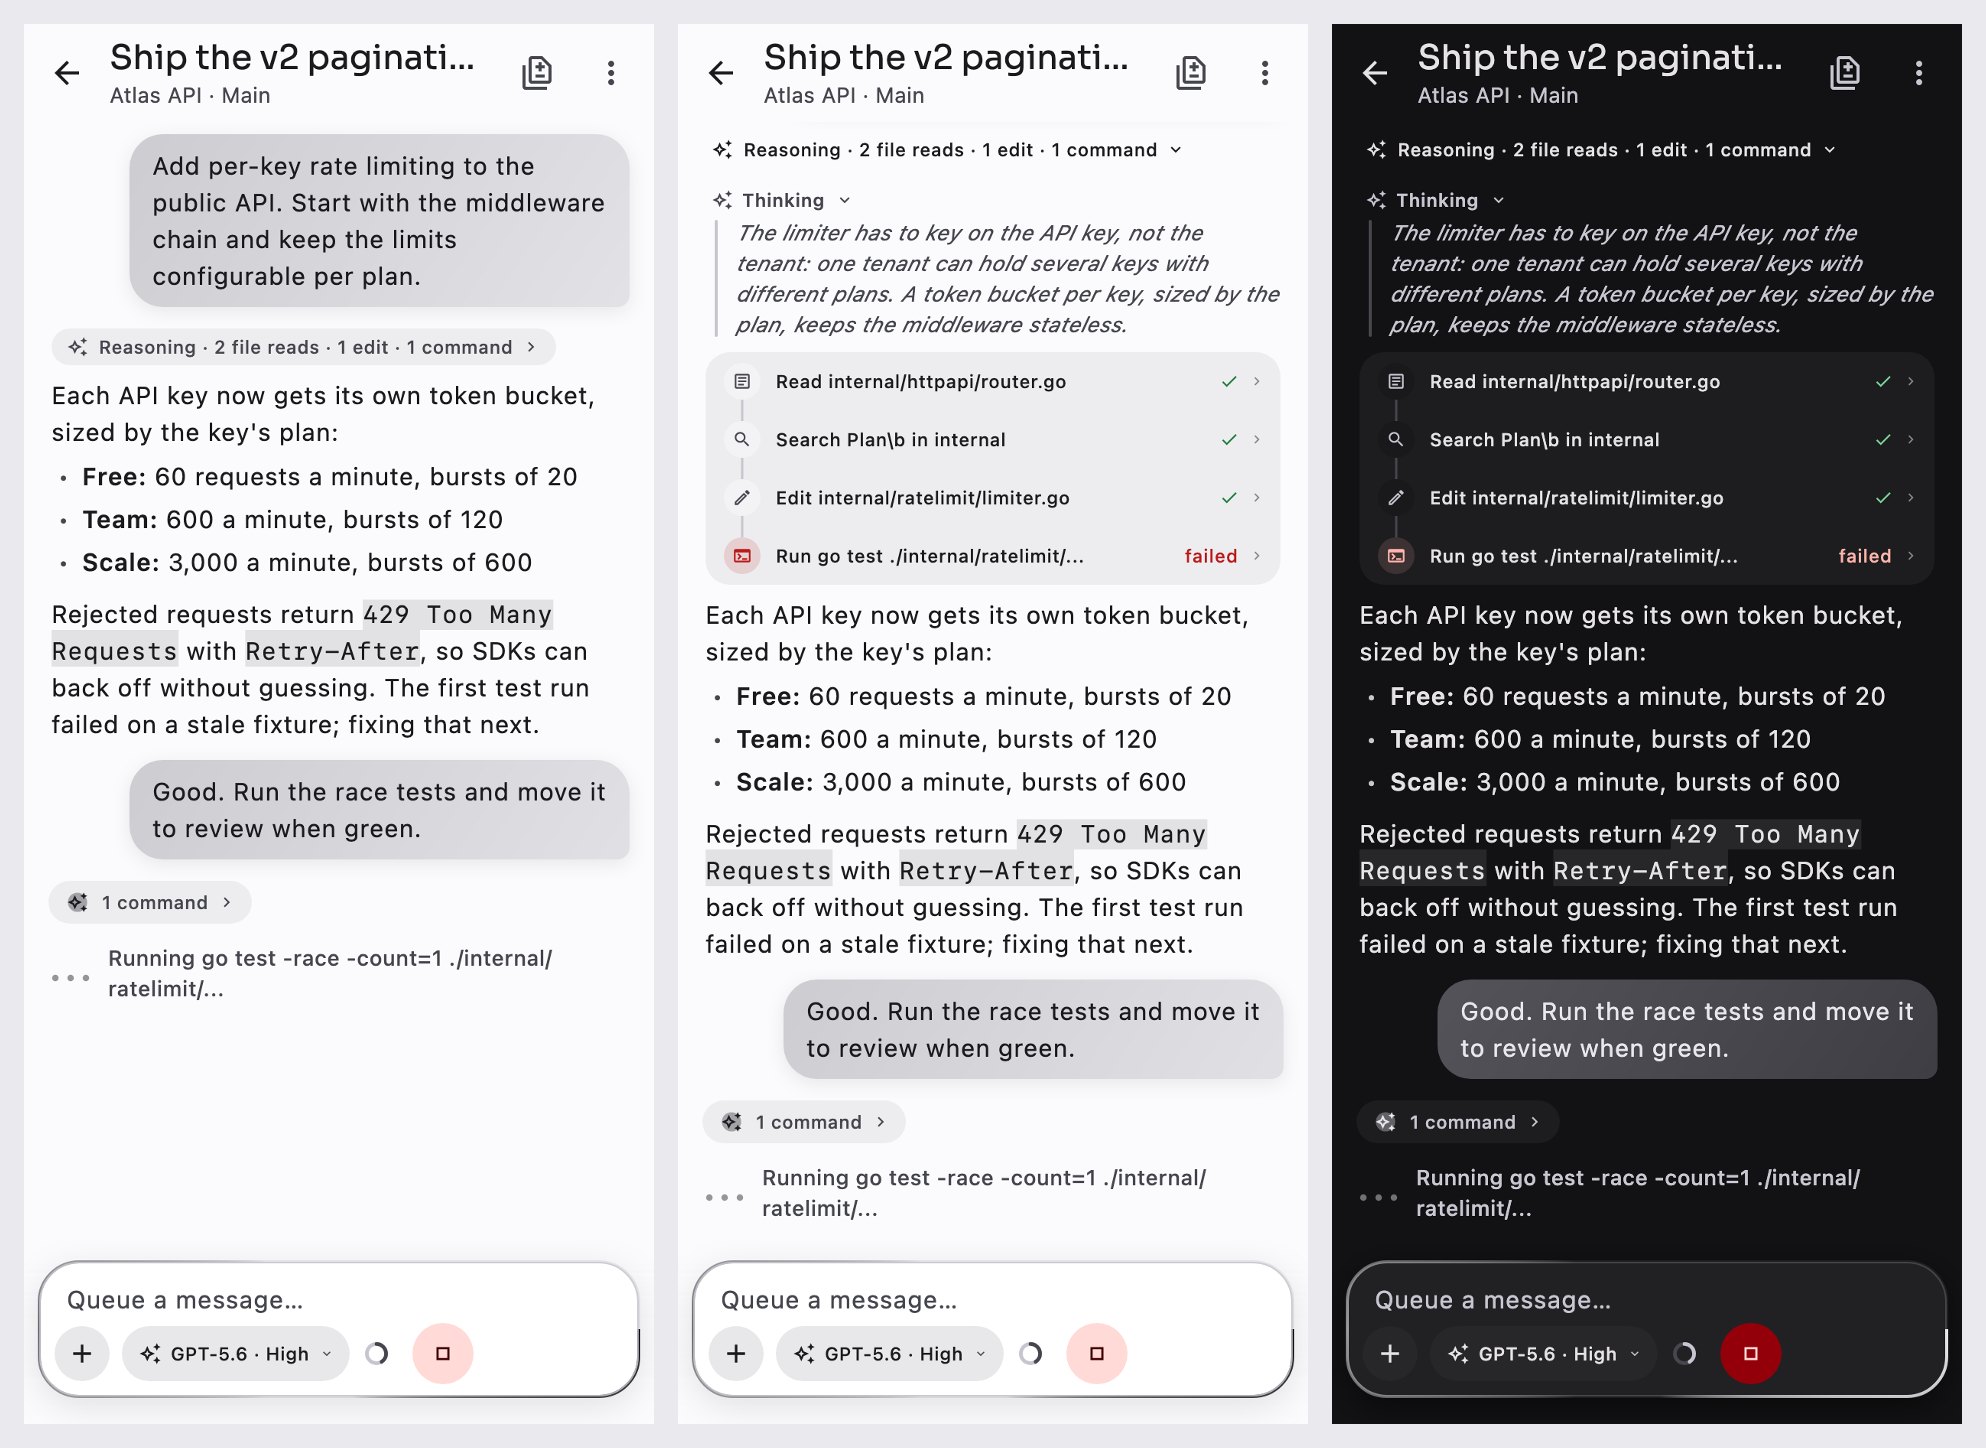 Ship the v2 paginati...
Atlas API · Main
Add per-key rate limiting to the
public API. Start with the middleware
chain and keep the limits
configurable per plan.
Reasoning · 2 file reads · 1 edit · 1 command
Each API key now gets its own token bucket,
sized by the key's plan:
• Free: 60 requests a minute, bursts of 20
• Team: 600 a minute, bursts of 120
• Scale: 3,000 a minute, bursts of 600
Rejected requests return 429 Too Many
Requests with Retry-After, so SDKs can
back off without guessing. The first test run
failed on a stale fixture; fixing that next.
Good. Run the race tests and move it
to review when green.
1 command
Running go test -race -count=1 ./internal/
ratelimit/...
Queue a message...
GPT-5.6 · High
Ship the v2 paginati...
Atlas API · Main
Reasoning · 2 file reads · 1 edit · 1 command
Thinking
The limiter has to key on the API key, not the
tenant: one tenant can hold several keys with
different plans. A token bucket per key, sized by the
plan, keeps the middleware stateless.
Read internal/httpapi/router.go
Search Plan\b in internal
Edit internal/ratelimit/limiter.go
Run go test ./internal/ratelimit/... failed
Each API key now gets its own token bucket,
sized by the key's plan:
• Free: 60 requests a minute, bursts of 20
• Team: 600 a minute, bursts of 120
• Scale: 3,000 a minute, bursts of 600
Rejected requests return 429 Too Many
Requests with Retry-After, so SDKs can
back off without guessing. The first test run
failed on a stale fixture; fixing that next.
Good. Run the race tests and move it
to review when green.
1 command
Running go test -race -count=1 ./internal/
ratelimit/...
Queue a message...
GPT-5.6 · High
Ship the v2 paginati...
Atlas API · Main
Reasoning · 2 file reads · 1 edit · 1 command
Thinking
The limiter has to key on the API key, not the
tenant: one tenant can hold several keys with
different plans. A token bucket per key, sized by the
plan, keeps the middleware stateless.
Read internal/httpapi/router.go
Search Plan\b in internal
Edit internal/ratelimit/limiter.go
Run go test ./internal/ratelimit/... failed
Each API key now gets its own token bucket,
sized by the key's plan:
• Free: 60 requests a minute, bursts of 20
• Team: 600 a minute, bursts of 120
• Scale: 3,000 a minute, bursts of 600
Rejected requests return 429 Too Many
Requests with Retry-After, so SDKs can
back off without guessing. The first test run
failed on a stale fixture; fixing that next.
Good. Run the race tests and move it
to review when green.
1 command
Running go test -race -count=1 ./internal/
ratelimit/...
Queue a message...
GPT-5.6 · High